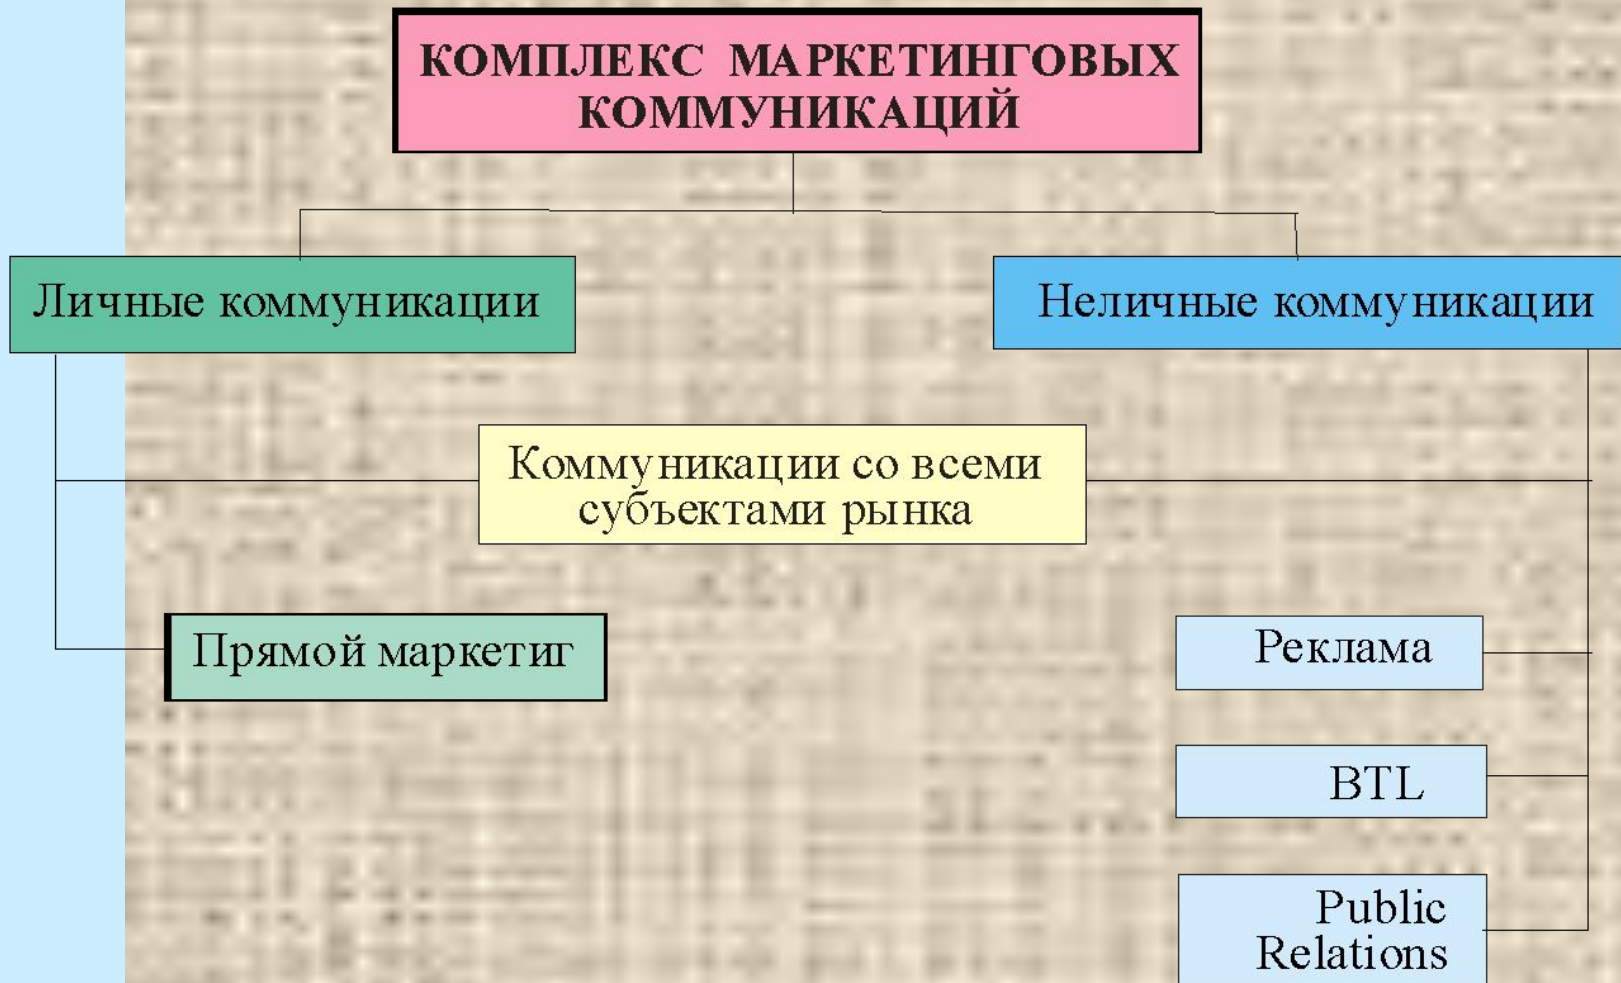 КОМПЛЕКС МАРКЕТИНГОВЫХ
КОММУНИКАЦИЙ
Личные коммуникации
Неличные коммуникации
Коммуникации со всеми
субъектами рынка
Прямой маркетиг
Реклама
BTL
Public
Relations